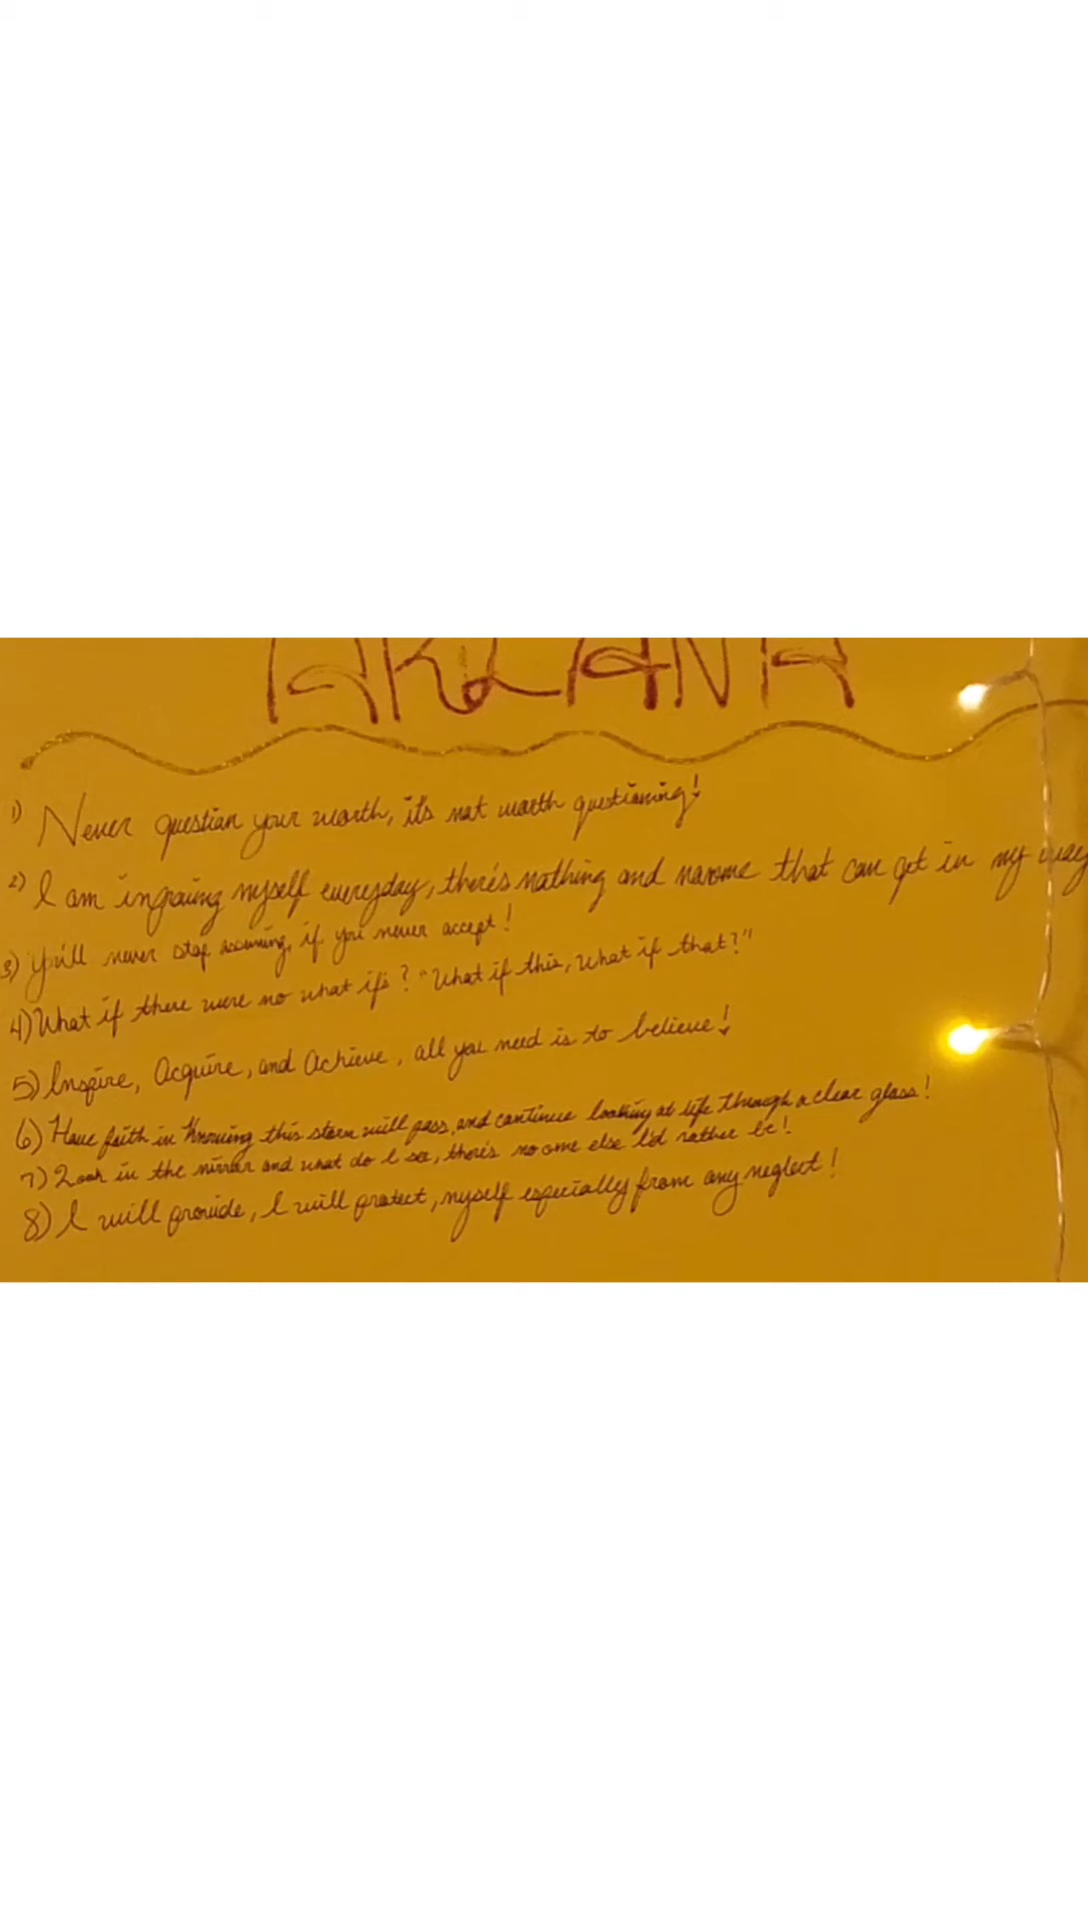 ARLANA
1) Never question your worth, it's not worth questioning!
2) I am ingraving myself everyday, there's nothing and noone that can get in my way
3) You'll never stop assuming, if you never accept!
4) What if there were no what ifs? "What if this, What if that?"
5) Inspire, Acquire, and Achieve, all you need is to believe!
6) Have faith in Knowing this storm will pass, and continue looking at life through a clear glass!
7) Look in the mirror and what do I see, there's no one else I'd rather be!
8) I will provide, I will protect, myself especially from any neglect!